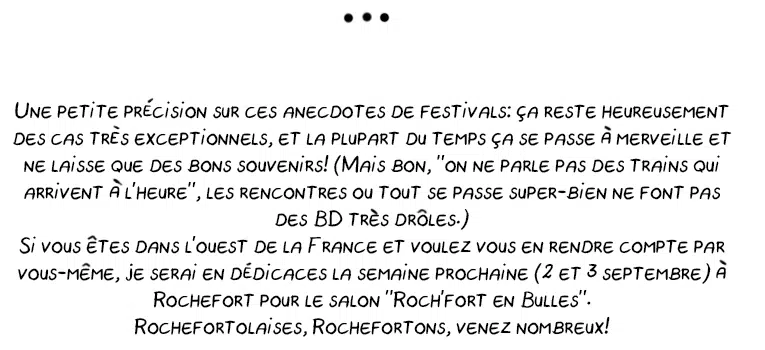 ...
Une petite précision sur ces anecdotes de festivals: ça reste heureusement
des cas très exceptionnels, et la plupart du temps ça se passe à merveille et
ne laisse que des bons souvenirs! (Mais bon, "on ne parle pas des trains qui
arrivent à l'heure", les rencontres ou tout se passe super-bien ne font pas
des BD très drôles.)
Si vous êtes dans l'ouest de la France et voulez vous en rendre compte par
vous-même, je serai en dédicaces la semaine prochaine (2 et 3 septembre) à
Rochefort pour le salon "Roch'fort en Bulles".
Rochefortolaises, Rochefortons, venez nombreux!